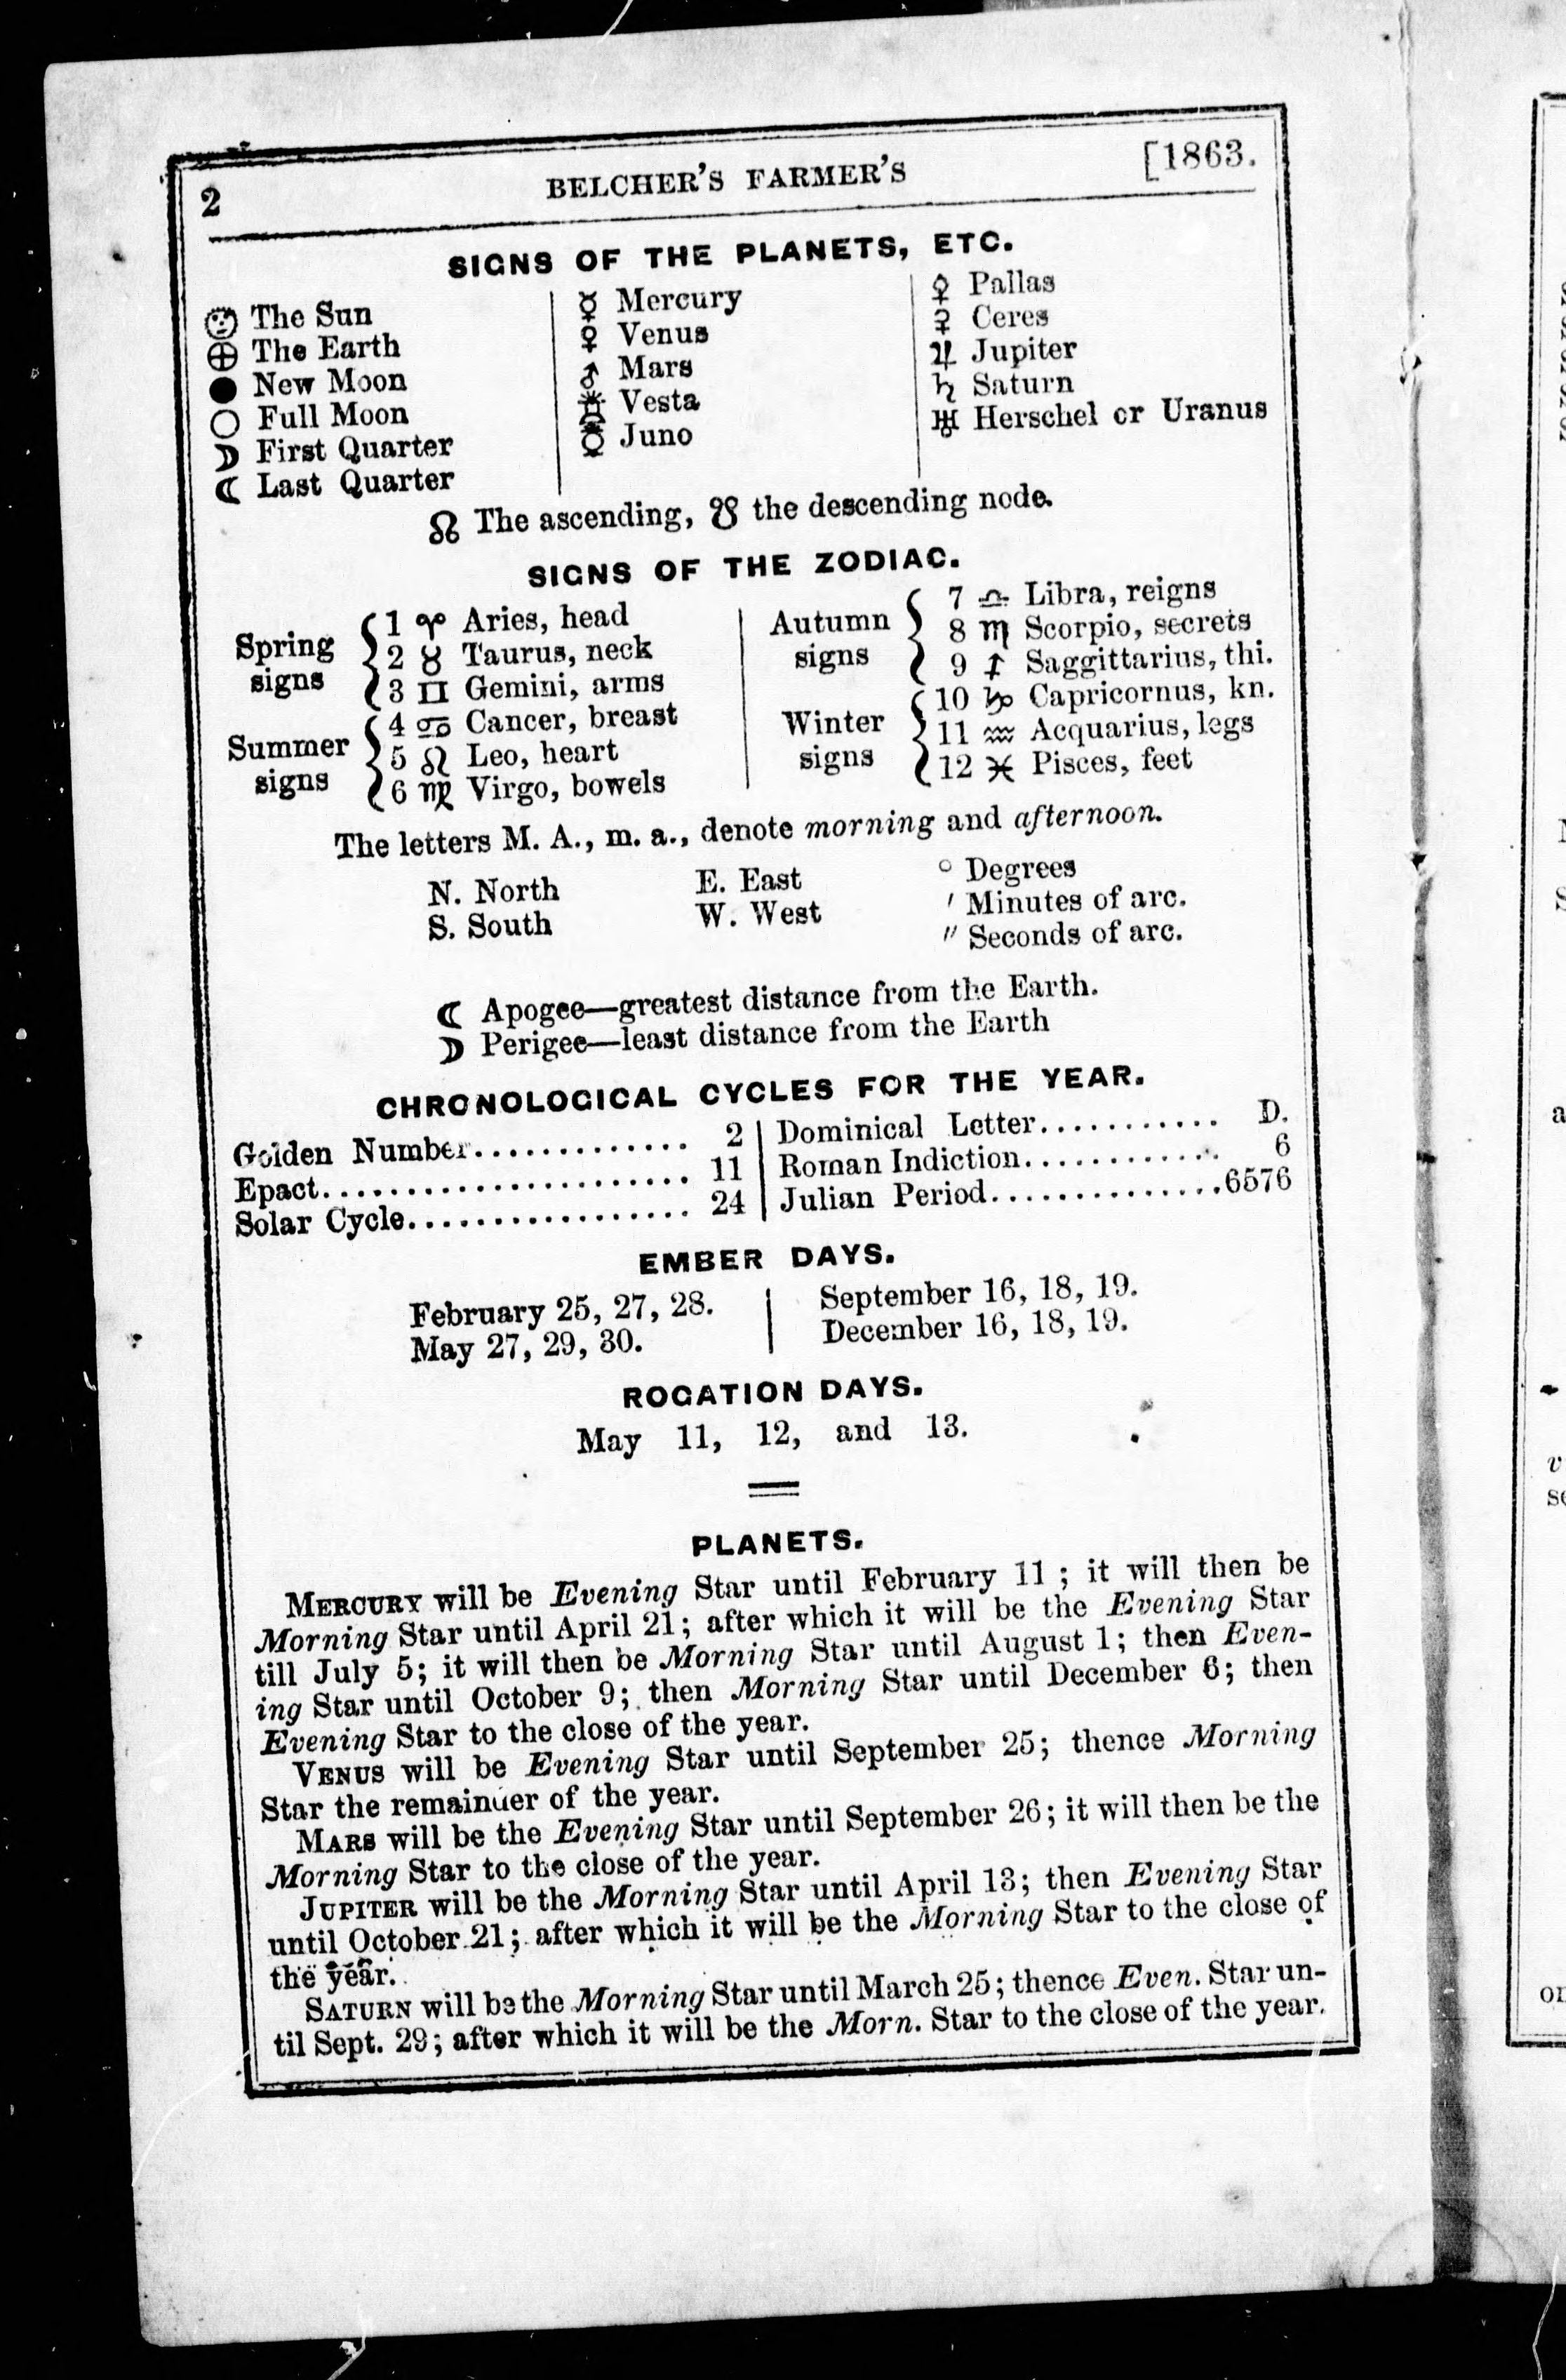 2 BELCHER'S FARMER'S [1863.
SIGNS OF THE PLANETS, ETC.
The Sun
⊕ The Earth
● New Moon
○ Full Moon
☽ First Quarter
☾ Last Quarter
☿ Mercury
♀ Venus
♂ Mars
⚶ Vesta
⚵ Juno
⚴ Pallas
⚳ Ceres
♃ Jupiter
♄ Saturn
♅ Herschel or Uranus
☊ The ascending, ☋ the descending node.
SIGNS OF THE ZODIAC.
Spring signs
1 ♈ Aries, head
2 ♉ Taurus, neck
3 ♊ Gemini, arms
Summer signs
4 ♋ Cancer, breast
5 ♌ Leo, heart
6 ♍ Virgo, bowels
Autumn signs
7 ♎ Libra, reigns
8 ♏ Scorpio, secrets
9 ♐ Saggittarius, thi.
Winter signs
10 ♑ Capricornus, kn.
11 ♒ Acquarius, legs
12 ♓ Pisces, feet
The letters M. A., m. a., denote morning and afternoon.
N. North E. East ° Degrees
S. South W. West ′ Minutes of arc.
″ Seconds of arc.
☾ Apogee—greatest distance from the Earth.
☽ Perigee—least distance from the Earth
CHRONOLOGICAL CYCLES FOR THE YEAR.
Golden Number............. 2 | Dominical Letter........... D.
Epact...................... 11 | Roman Indiction............ 6
Solar Cycle................. 24 | Julian Period..............6576
EMBER DAYS.
February 25, 27, 28. | September 16, 18, 19.
May 27, 29, 30. | December 16, 18, 19.
ROGATION DAYS.
May 11, 12, and 13.
PLANETS.
MERCURY will be Evening Star until February 11 ; it will then be
Morning Star until April 21; after which it will be the Evening Star
till July 5; it will then be Morning Star until August 1; then Even-
ing Star until October 9; then Morning Star until December 6; then
Evening Star to the close of the year.
VENUS will be Evening Star until September 25; thence Morning
Star the remainder of the year.
MARS will be the Evening Star until September 26; it will then be the
Morning Star to the close of the year.
JUPITER will be the Morning Star until April 13; then Evening Star
until October 21; after which it will be the Morning Star to the close of
the year.
SATURN will be the Morning Star until March 25; thence Even. Star un-
til Sept. 29; after which it will be the Morn. Star to the close of the year.